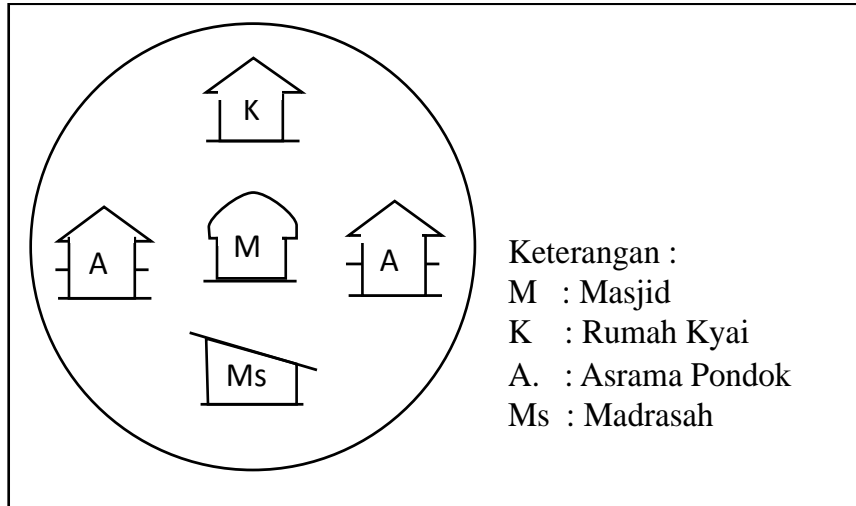 K
A
M
A
Ms
Keterangan :
M : Masjid
K : Rumah Kyai
A. : Asrama Pondok
Ms : Madrasah